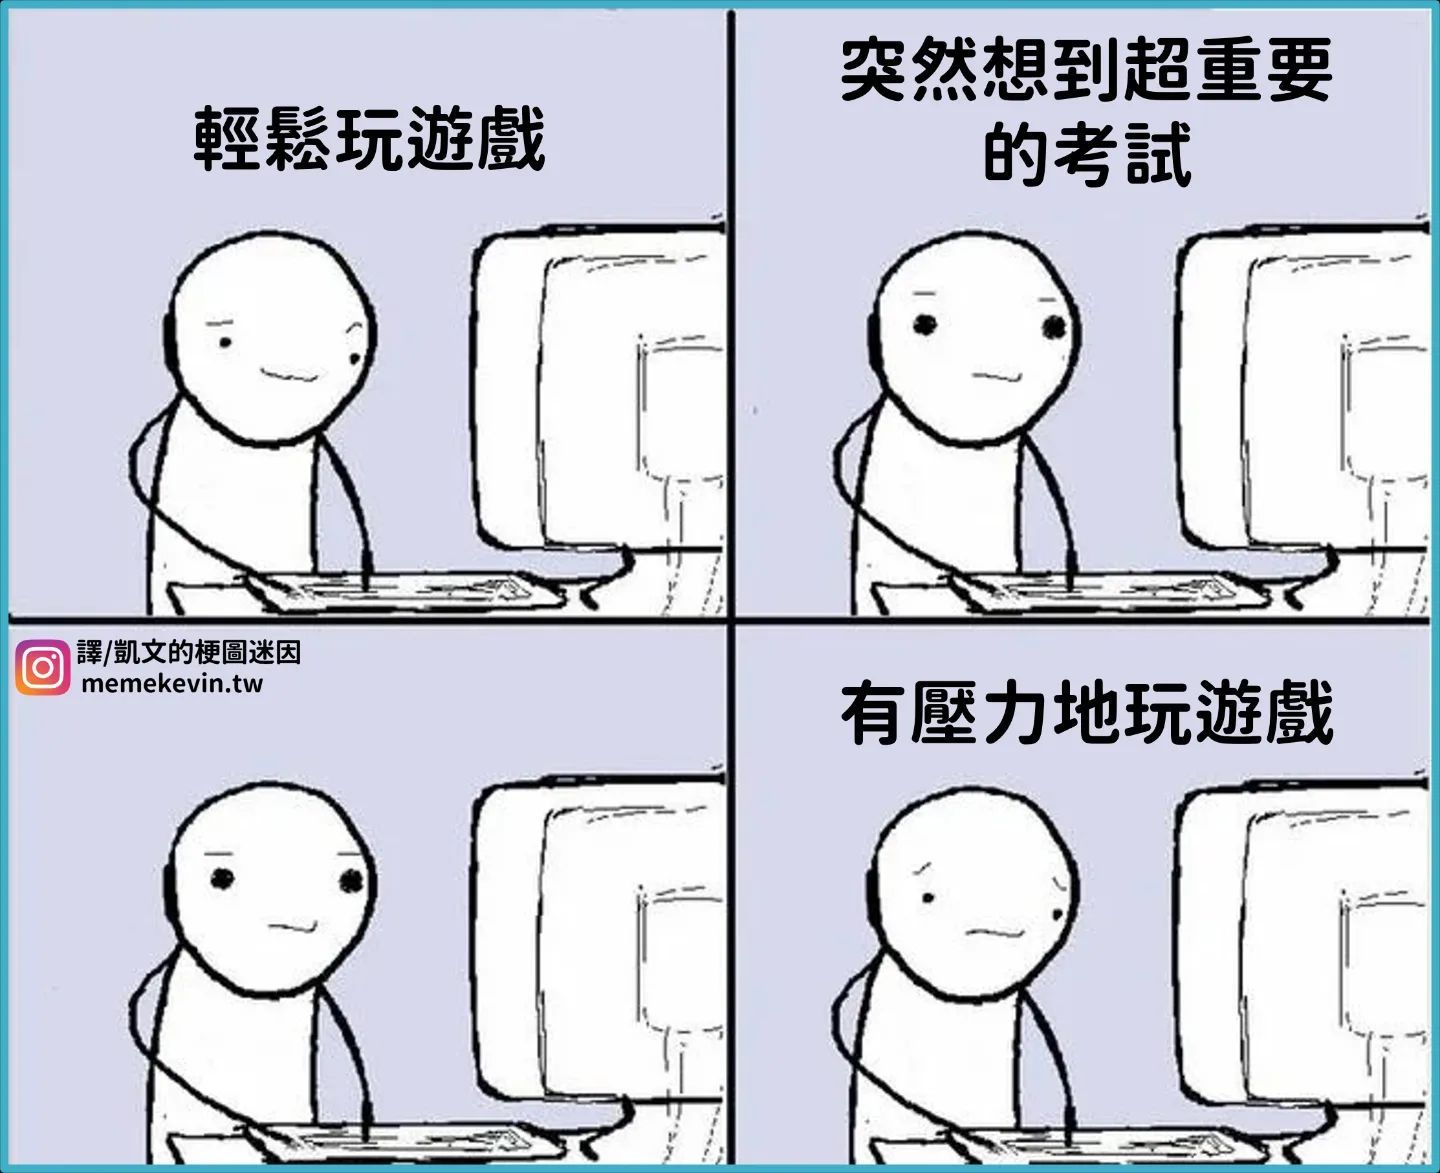 輕鬆玩遊戲
突然想到超重要
的考試
譯/凱文的梗圖迷因
memekevin.tw
有壓力地玩遊戲